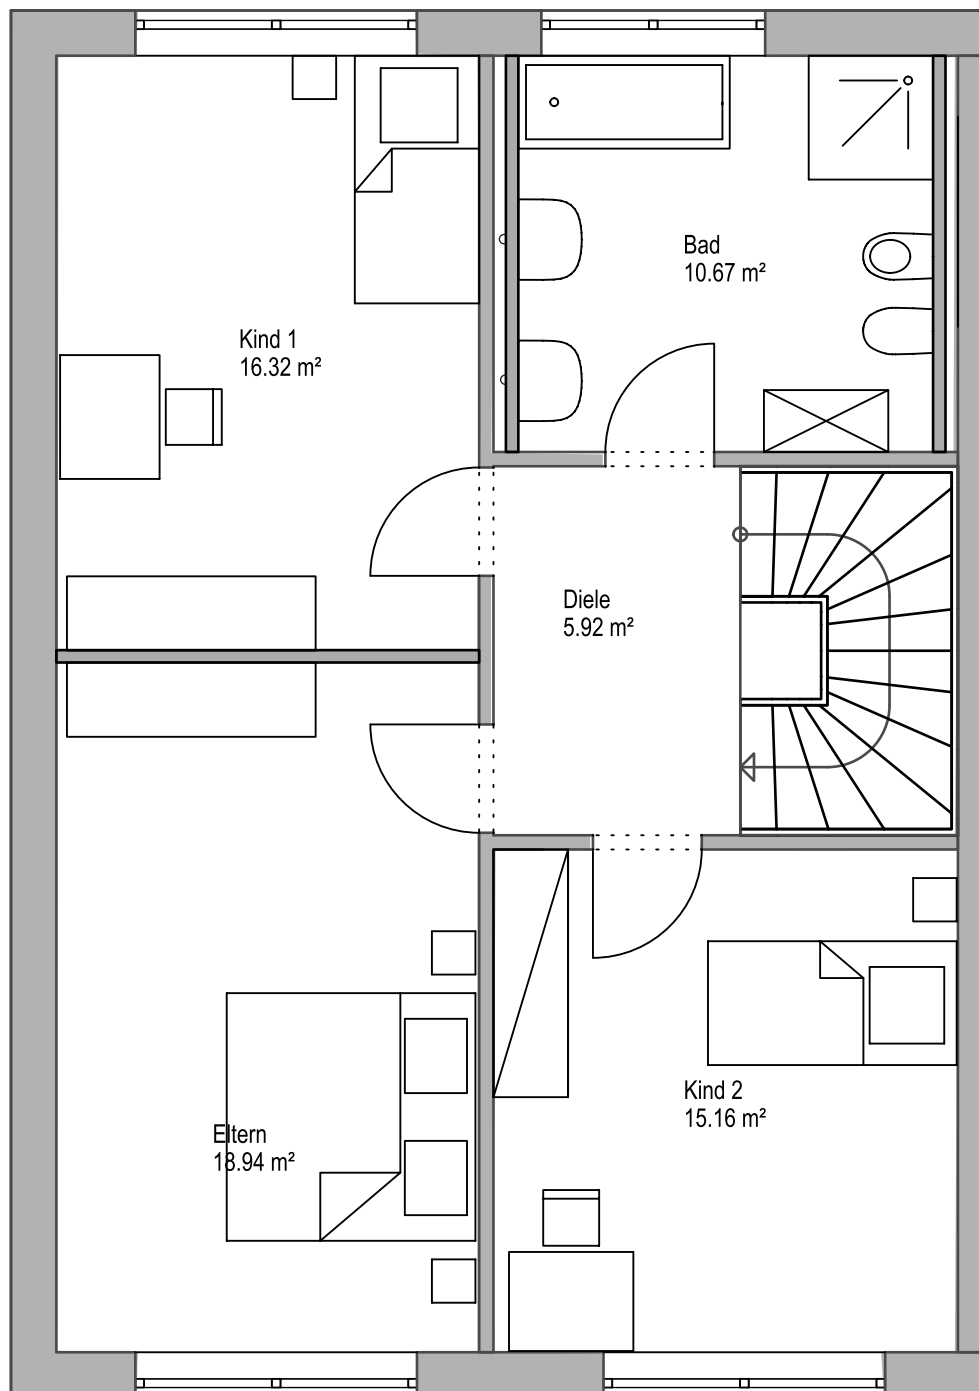 Bad
10.67 m²
Kind 1
16.32 m²
Diele
5.92 m²
Kind 2
15.16 m²
Eltern
18.94 m²